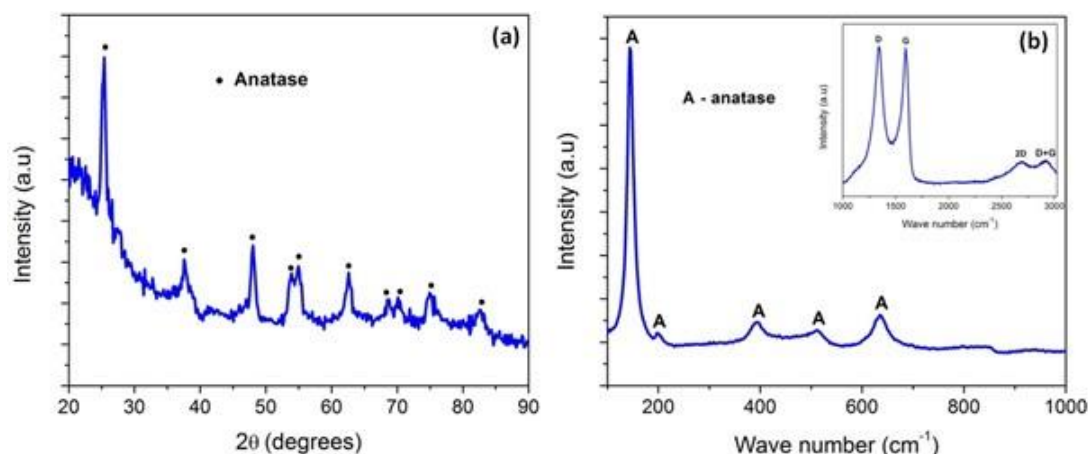 (a)
• Anatase
Intensity (a.u)
20 30 40 50 60 70 80 90
2θ (degrees)
(b)
A
A - anatase
A
A
A
A
Intensity (a.u)
200 400 600 800 1000
Wave number (cm⁻¹)
D G
2D D+G
Intensity (a.u)
1000 1500 2000 2500 3000
Wave number (cm⁻¹)